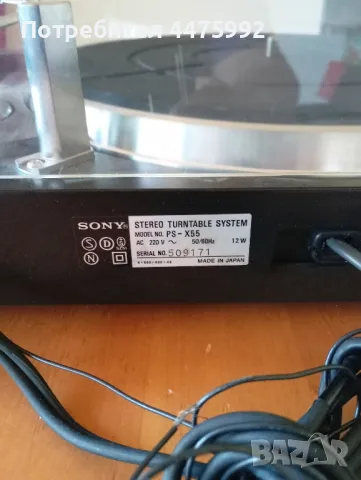 Потребител 4475992
SONY®
STEREO TURNTABLE SYSTEM
MODEL NO. PS-X55
AC 220 V ~ 50/60Hz 12W
SERIAL NO. 509171
S D N
MADE IN JAPAN
BAZAR